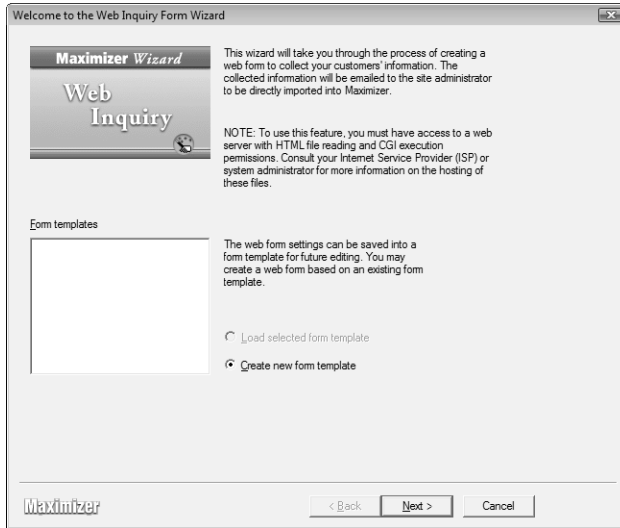 Welcome to the Web Inquiry Form Wizard
Maximizer Wizard
Web
Inquiry
This wizard will take you through the process of creating a
web form to collect your customers' information. The
collected information will be emailed to the site administrator
to be directly imported into Maximizer.
NOTE: To use this feature, you must have access to a web
server with HTML file reading and CGI execution
permissions. Consult your Internet Service Provider (ISP) or
system administrator for more information on the hosting of
these files.
Form templates
The web form settings can be saved into a
form template for future editing. You may
create a web form based on an existing form
template.
Load selected form template
Create new form template
Maximizer
< Back
Next >
Cancel